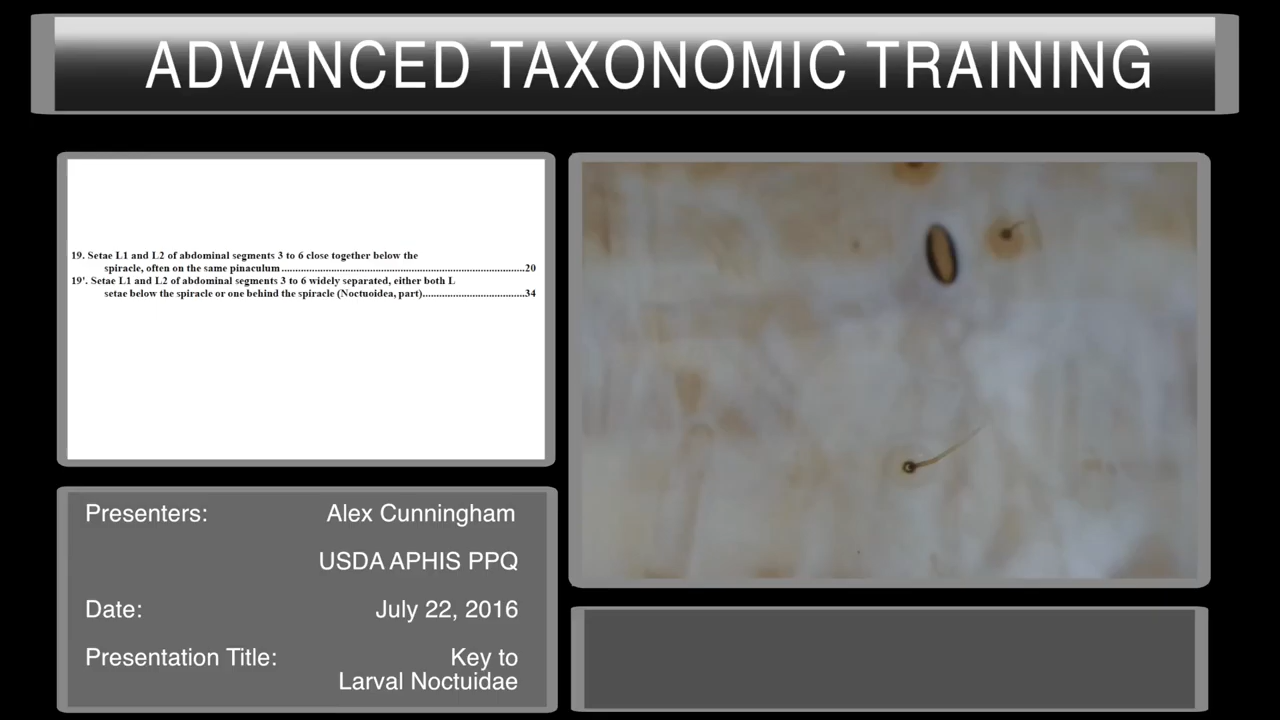 ADVANCED TAXONOMIC TRAINING
19. Setae L1 and L2 of abdominal segments 3 to 6 close together below the
spiracle, often on the same pinaculum.......................................................................................20
19'. Setae L1 and L2 of abdominal segments 3 to 6 widely separated, either both L
setae below the spiracle or one behind the spiracle (Noctuoidea, part).....................................34
Presenters: Alex Cunningham
USDA APHIS PPQ
Date: July 22, 2016
Presentation Title: Key to
Larval Noctuidae